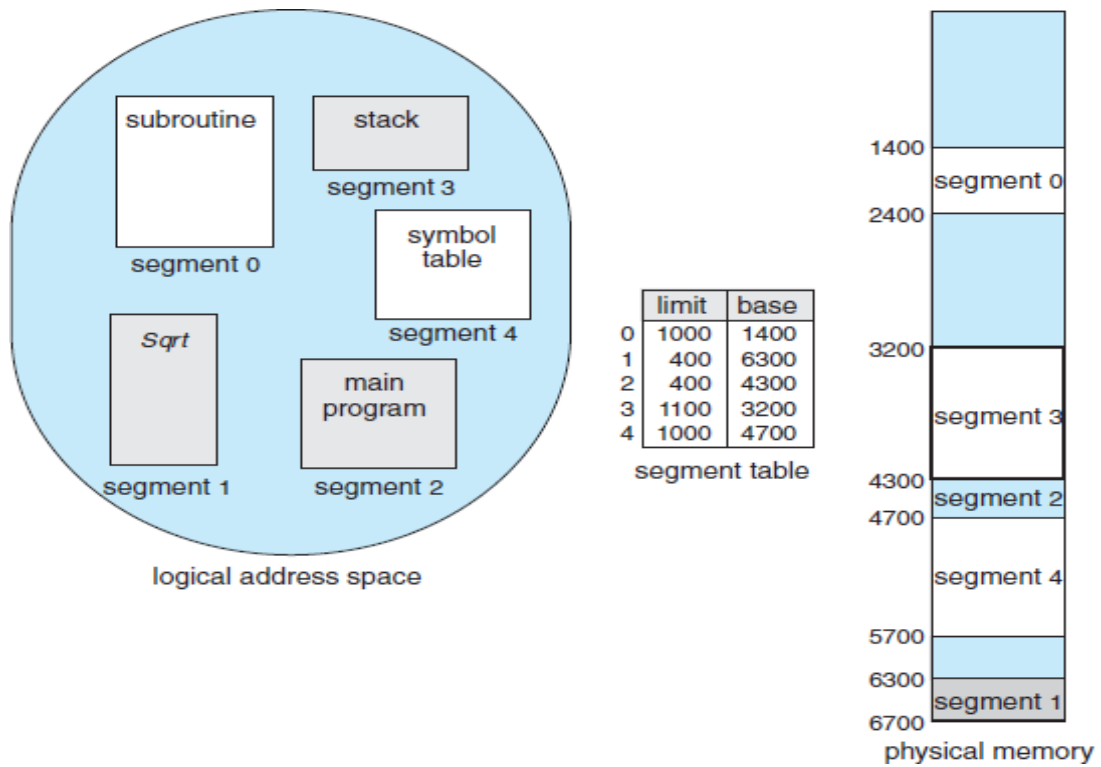 subroutine
stack
segment 3
segment 0
symbol
table
segment 4
Sqrt
main
program
segment 1
segment 2
logical address space
limit base
0 1000 1400
1 400 6300
2 400 4300
3 1100 3200
4 1000 4700
segment table
1400
segment 0
2400
3200
segment 3
4300
segment 2
4700
segment 4
5700
6300
segment 1
6700
physical memory